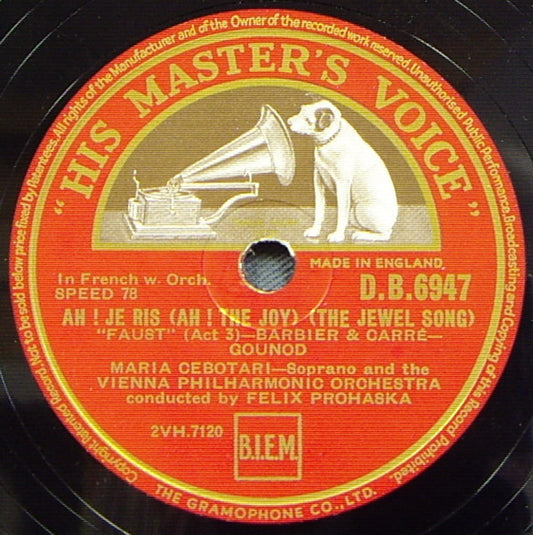 "HIS MASTER'S VOICE"
All rights of the Manufacturer and of the Owner of the recorded work reserved. Unauthorised Public Performance, Broadcasting and Copying of this Record Prohibited.
Copyright. Patented Record. Not to be sold below price fixed by Patentees.
MADE IN ENGLAND
In French w. Orch.
SPEED 78
D.B.6947
AH ! JE RIS (AH ! THE JOY) (THE JEWEL SONG)
"FAUST" (Act 3)—BARBIER & CARRÉ—
GOUNOD
MARIA CEBOTARI—Soprano and the
VIENNA PHILHARMONIC ORCHESTRA
conducted by FELIX PROHASKA
2VH.7120
B.I.E.M.
THE GRAMOPHONE CO., LTD.